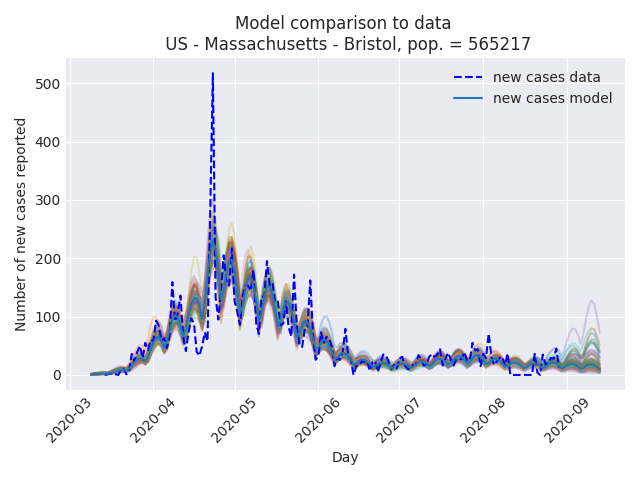 Model comparison to data
US - Massachusetts - Bristol, pop. = 565217
new cases data
new cases model
Number of new cases reported
500
400
300
200
100
0
2020-03
2020-04
2020-05
2020-06
2020-07
2020-08
2020-09
Day